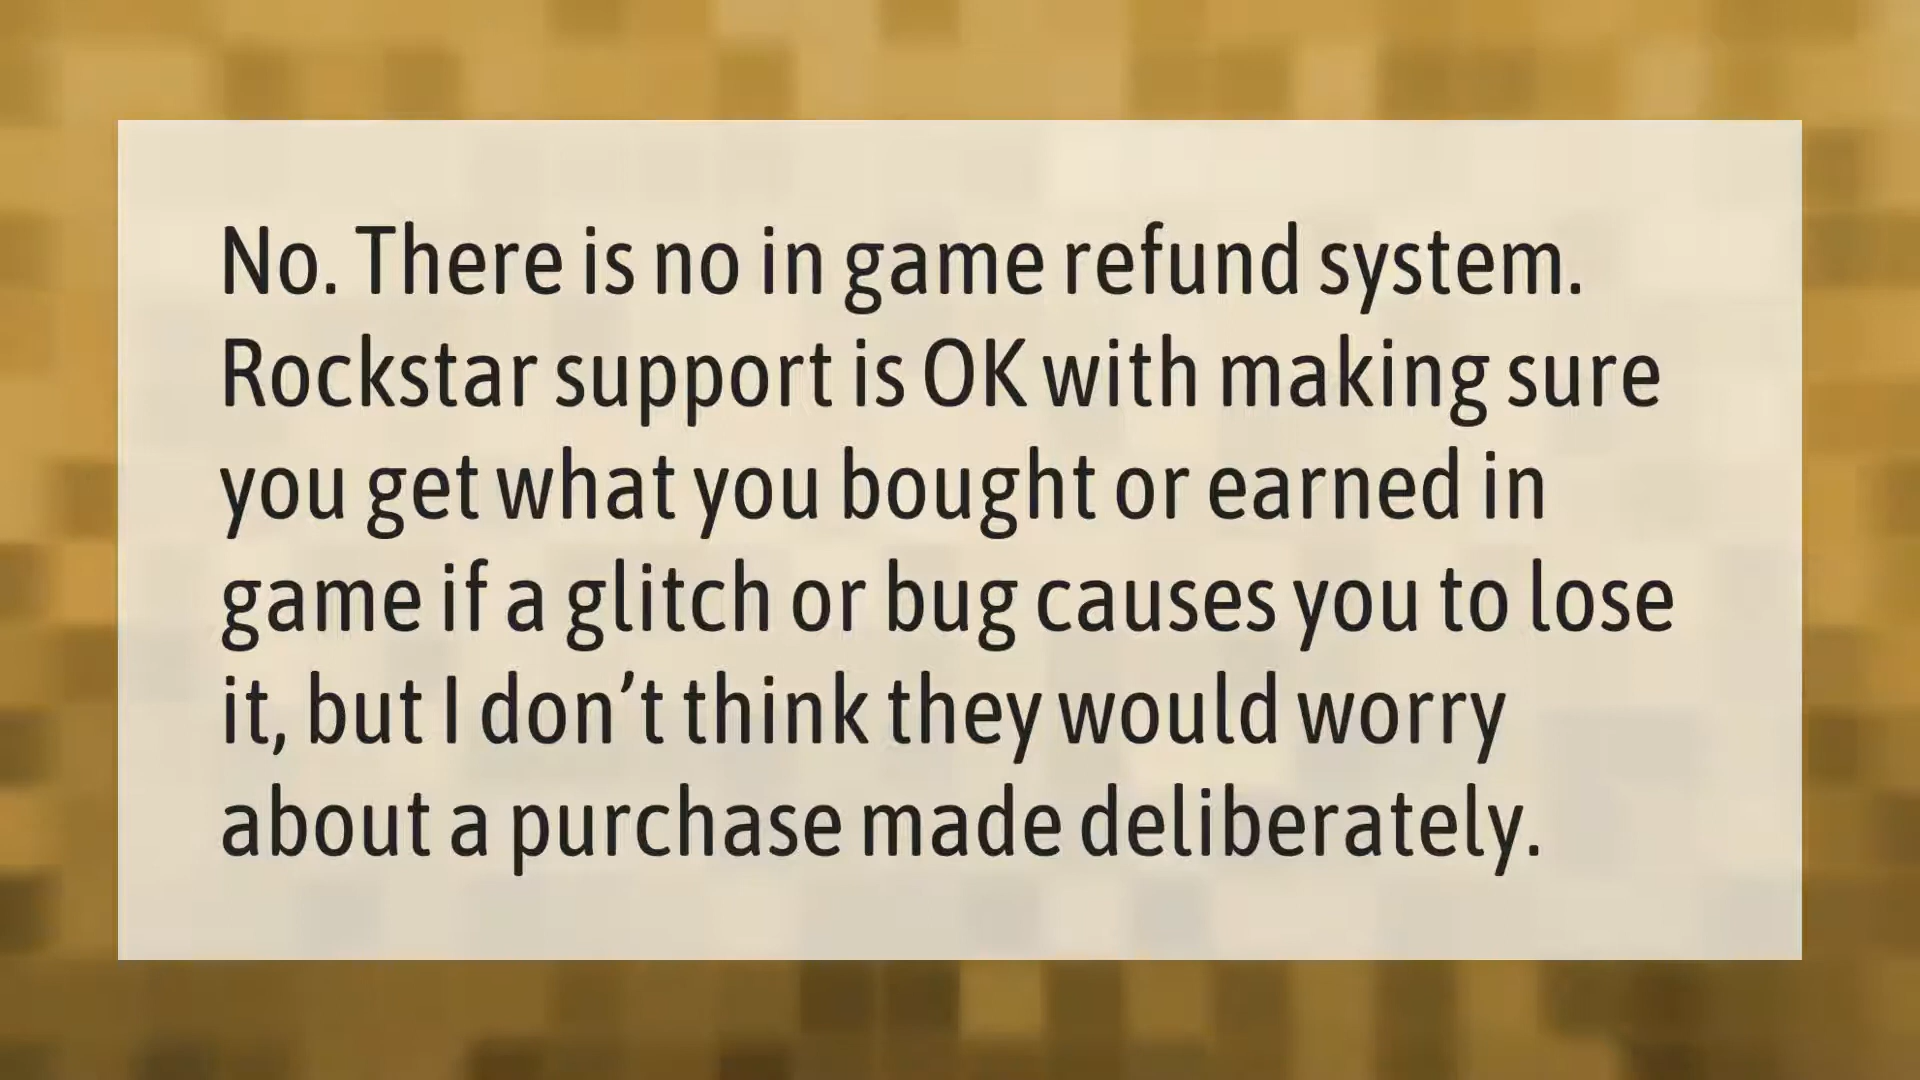 No. There is no in game refund system.
Rockstar support is OK with making sure
you get what you bought or earned in
game if a glitch or bug causes you to lose
it, but I don’t think they would worry
about a purchase made deliberately.